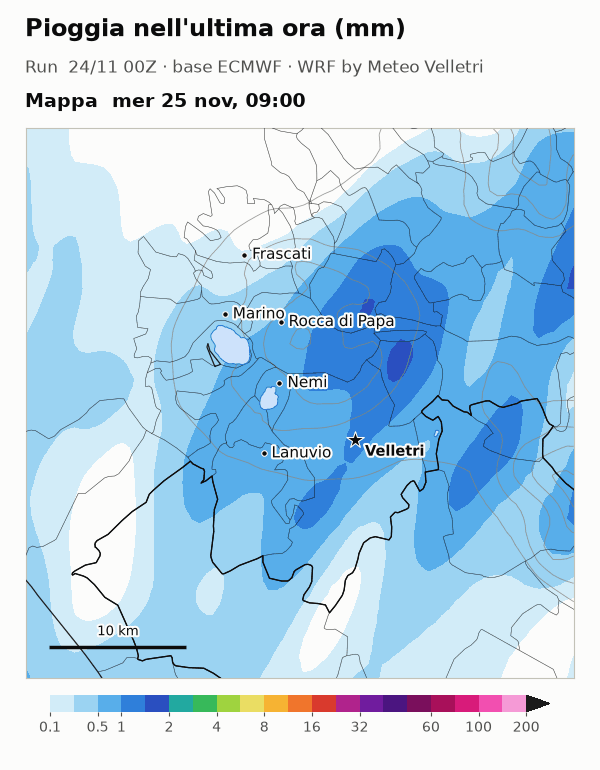 Pioggia nell'ultima ora (mm)
Run  24/11 00Z · base ECMWF · WRF by Meteo Velletri
Mappa  mer 25 nov, 09:00
Frascati
Marino
Rocca di Papa
Nemi
Velletri
Lanuvio
10 km
0.1 0.5 1 2 4 8 16 32 60 100 200